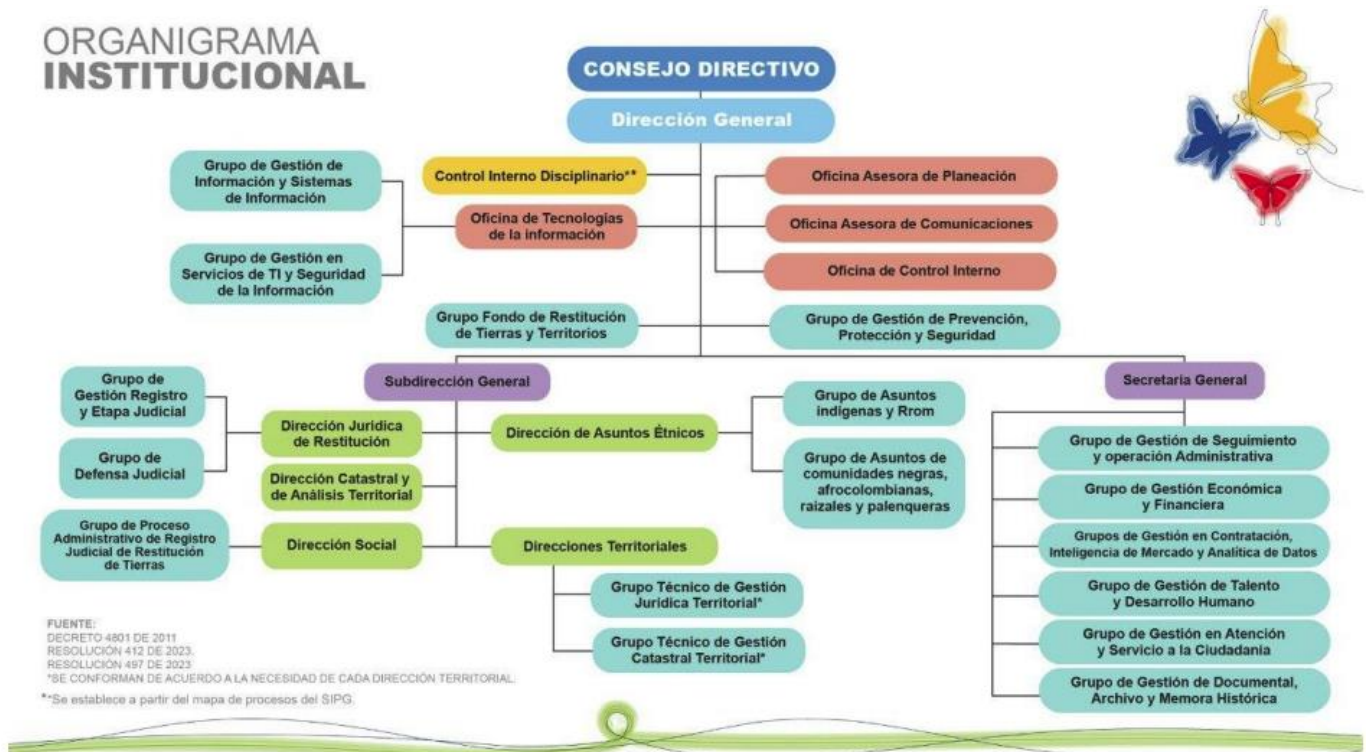 ORGANIGRAMA
INSTITUCIONAL
CONSEJO DIRECTIVO
Dirección General
Grupo de Gestión de
Información y Sistemas
de Información
Control Interno Disciplinario**
Oficina Asesora de Planeación
Oficina de Tecnologías
de la información
Oficina Asesora de Comunicaciones
Grupo de Gestión en
Servicios de TI y Seguridad
de la Información
Oficina de Control Interno
Grupo Fondo de Restitución
de Tierras y Territorios
Grupo de Gestión de Prevención,
Protección y Seguridad
Subdirección General
Secretaría General
Grupo de
Gestión Registro
y Etapa Judicial
Grupo de
Defensa Judicial
Grupo de Proceso
Administrativo de Registro
Judicial de Restitución
de Tierras
Dirección Jurídica
de Restitución
Dirección Catastral y
de Análisis Territorial
Dirección Social
Dirección de Asuntos Étnicos
Grupo de Asuntos
indígenas y Rrom
Grupo de Asuntos de
comunidades negras,
afrocolombianas,
raizales y palenqueras
Direcciones Territoriales
Grupo Técnico de Gestión
Jurídica Territorial*
Grupo Técnico de Gestión
Catastral Territorial*
Grupo de Gestión de Seguimiento
y operación Administrativa
Grupo de Gestión Económica
y Financiera
Grupos de Gestión en Contratación,
Inteligencia de Mercado y Analítica de Datos
Grupo de Gestión de Talento
y Desarrollo Humano
Grupo de Gestión en Atención
y Servicio a la Ciudadanía
Grupo de Gestión de Documental,
Archivo y Memora Histórica
FUENTE:
DECRETO 4801 DE 2011
RESOLUCIÓN 412 DE 2023.
RESOLUCIÓN 497 DE 2023
*SE CONFORMAN DE ACUERDO A LA NECESIDAD DE CADA DIRECCIÓN TERRITORIAL.
**Se establece a partir del mapa de procesos del SIPG.